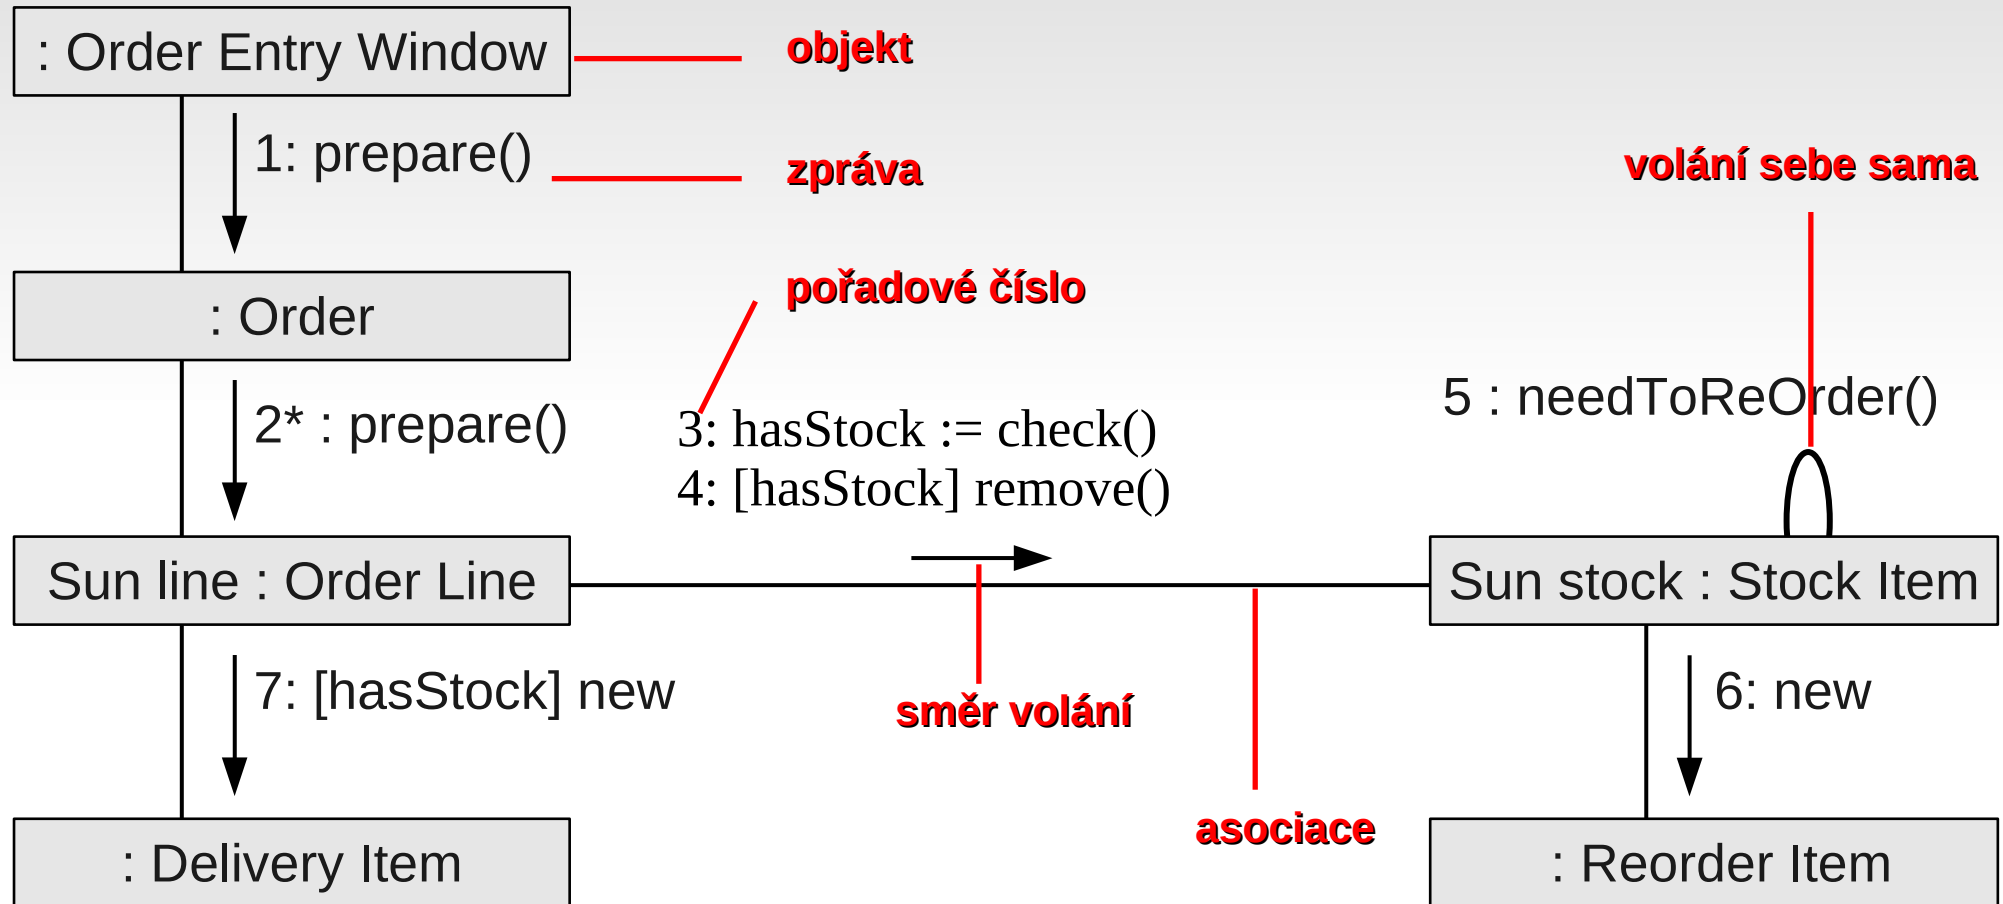 : Order Entry Window
objekt
1: prepare()
zpráva
volání sebe sama
pořadové číslo
: Order
2* : prepare()
3: hasStock := check()
4: [hasStock] remove()
5 : needToReOrder()
Sun line : Order Line
Sun stock : Stock Item
7: [hasStock] new
směr volání
6: new
asociace
: Delivery Item
: Reorder Item